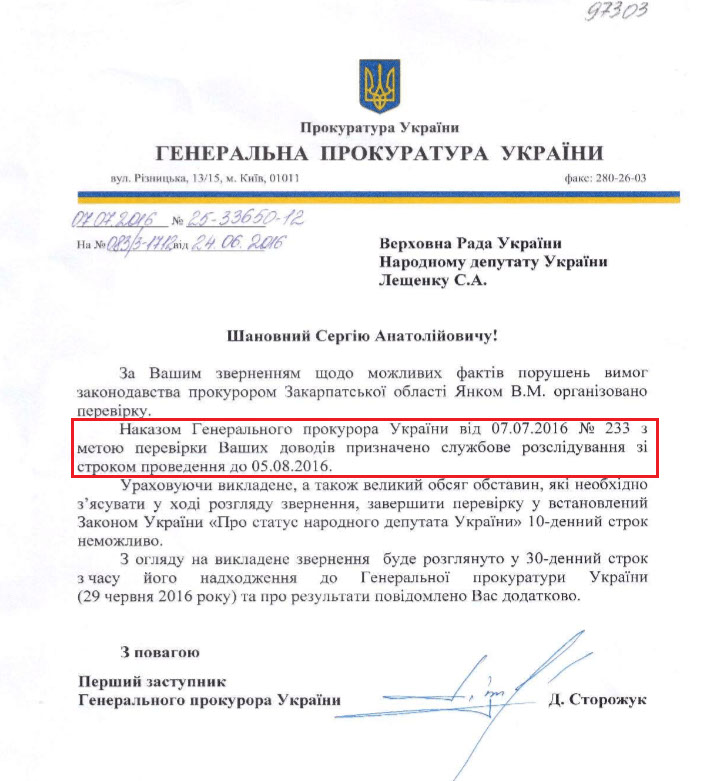 97303
Прокуратура України
ГЕНЕРАЛЬНА ПРОКУРАТУРА УКРАЇНИ
вул. Різницька, 13/15, м. Київ, 01011 факс: 280-26-03
07.07.2016 № 25-33650-12
На № 083/3-1712 від 24.06.2016
Верховна Рада України
Народному депутату України
Лещенку С.А.
Шановний Сергію Анатолійовичу!
За Вашим зверненням щодо можливих фактів порушень вимог
законодавства прокурором Закарпатської області Янком В.М. організовано
перевірку.
Наказом Генерального прокурора України від 07.07.2016 № 233 з
метою перевірки Ваших доводів призначено службове розслідування зі
строком проведення до 05.08.2016.
Ураховуючи викладене, а також великий обсяг обставин, які необхідно
з’ясувати у ході розгляду звернення, завершити перевірку у встановлений
Законом України «Про статус народного депутата України» 10-денний строк
неможливо.
З огляду на викладене звернення буде розглянуто у 30-денний строк
з часу його надходження до Генеральної прокуратури України
(29 червня 2016 року) та про результати повідомлено Вас додатково.
З повагою
Перший заступник
Генерального прокурора України Д. Сторожук